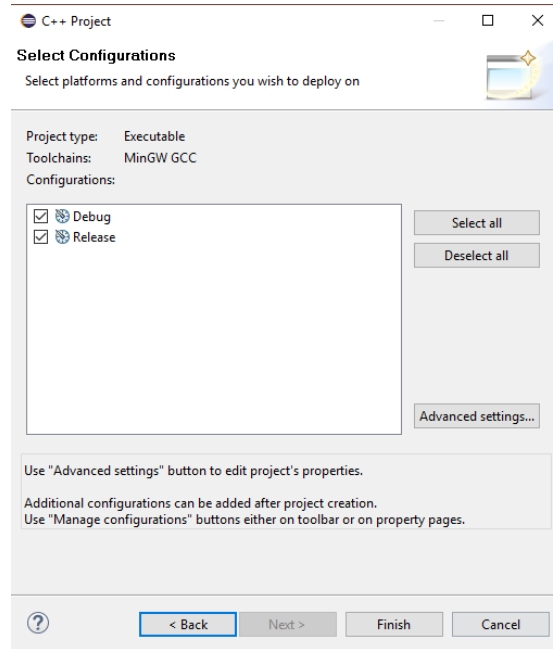 C++ Project
Select Configurations
Select platforms and configurations you wish to deploy on
Project type: Executable
Toolchains: MinGW GCC
Configurations:
Debug
Release
Select all
Deselect all
Advanced settings...
Use "Advanced settings" button to edit project's properties.
Additional configurations can be added after project creation.
Use "Manage configurations" buttons either on toolbar or on property pages.
? < Back Next > Finish Cancel